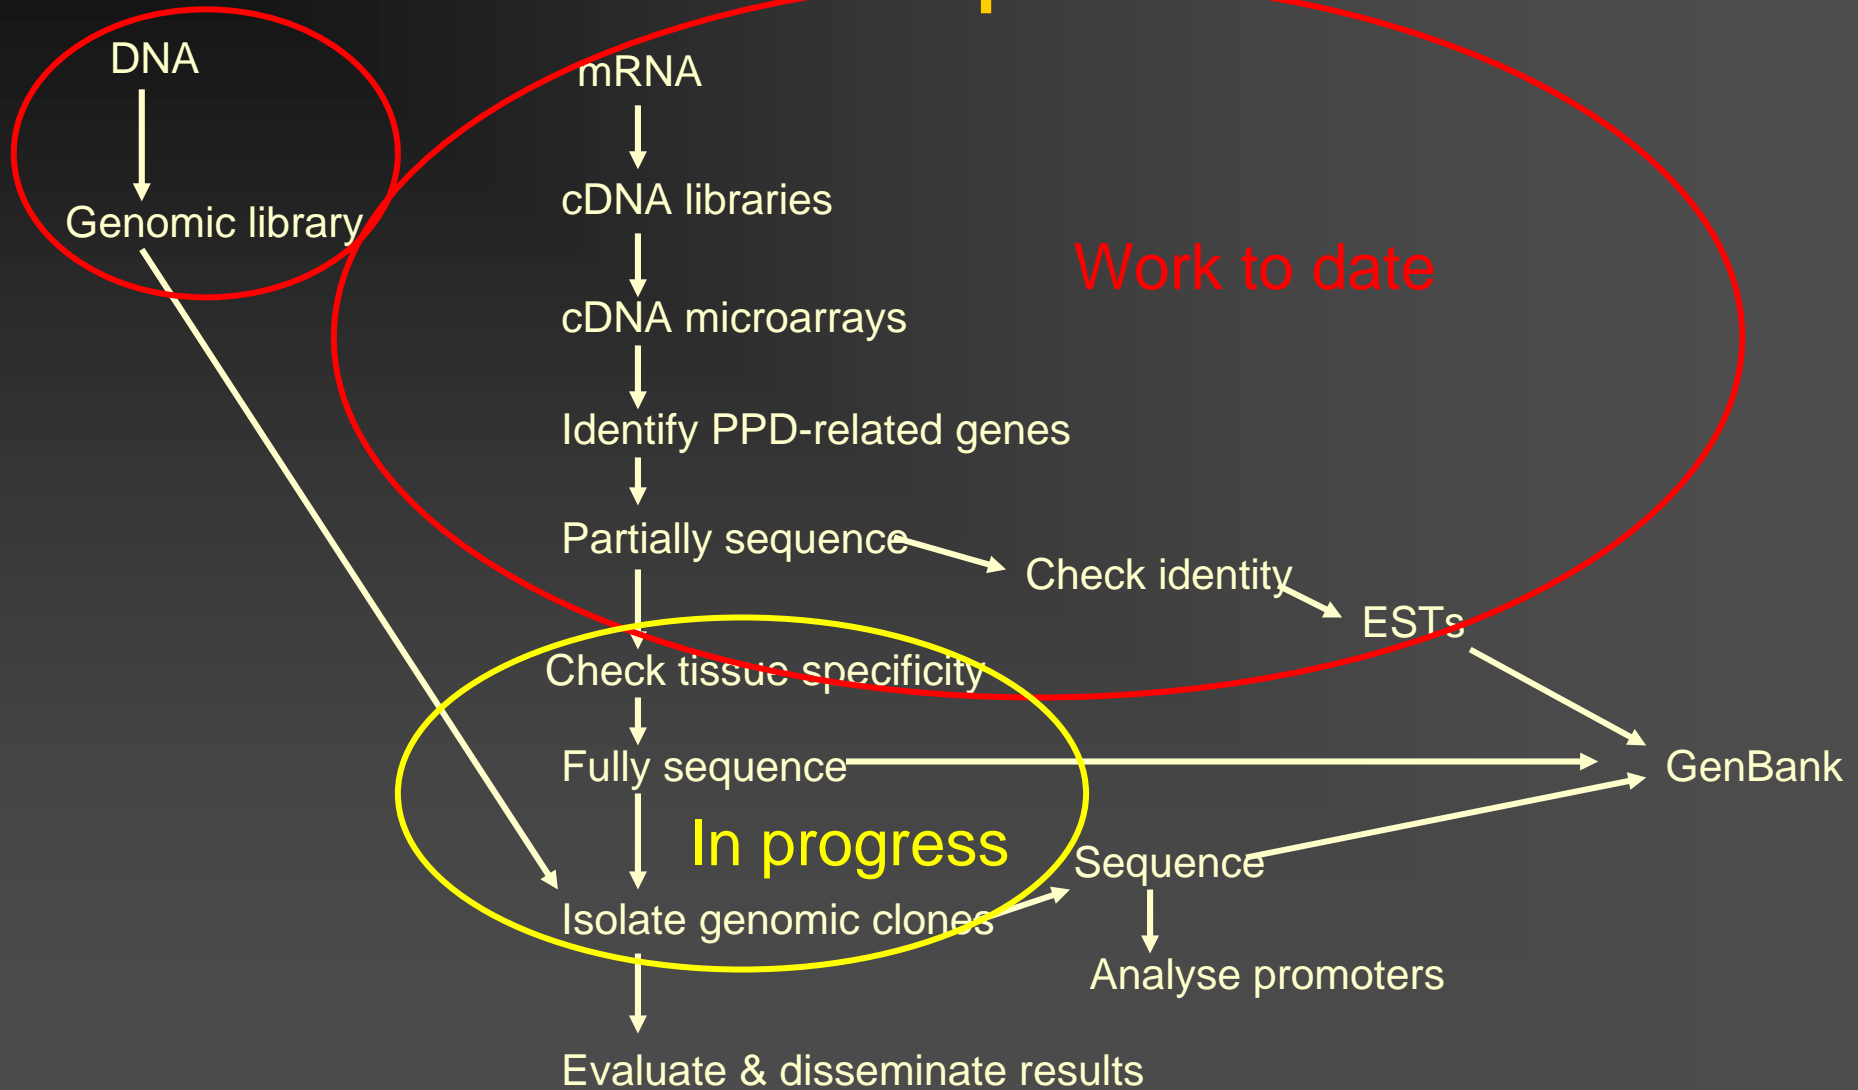 DNA
mRNA
cDNA libraries
Genomic library
Work to date
cDNA microarrays
Identify PPD-related genes
Partially sequence
Check identity
ESTs
Check tissue specificity
Fully sequence
GenBank
In progress
Sequence
Isolate genomic clones
Analyse promoters
Evaluate & disseminate results